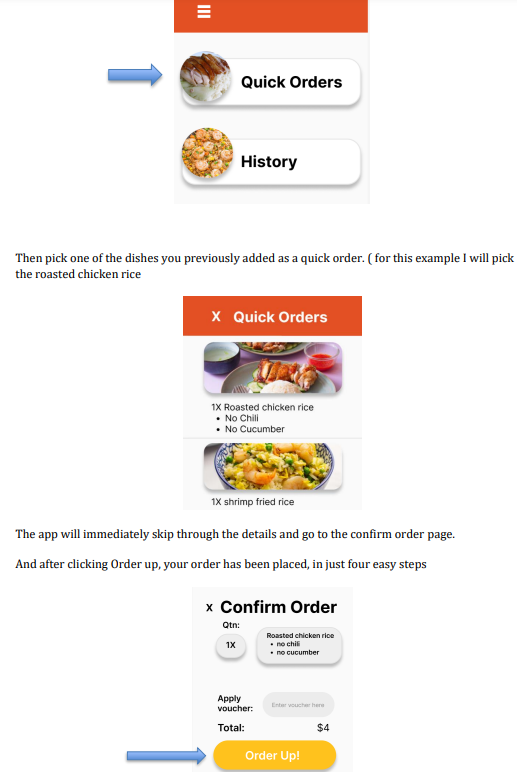 Quick Orders
History
Then pick one of the dishes you previously added as a quick order. ( for this example I will pick
the roasted chicken rice
X Quick Orders
1X Roasted chicken rice
• No Chili
• No Cucumber
1X shrimp fried rice
The app will immediately skip through the details and go to the confirm order page.
And after clicking Order up, your order has been placed, in just four easy steps
x Confirm Order
Qtn:
1X
Roasted chicken rice
• no chili
• no cucumber
Apply
voucher:
Enter voucher here
Total: $4
Order Up!